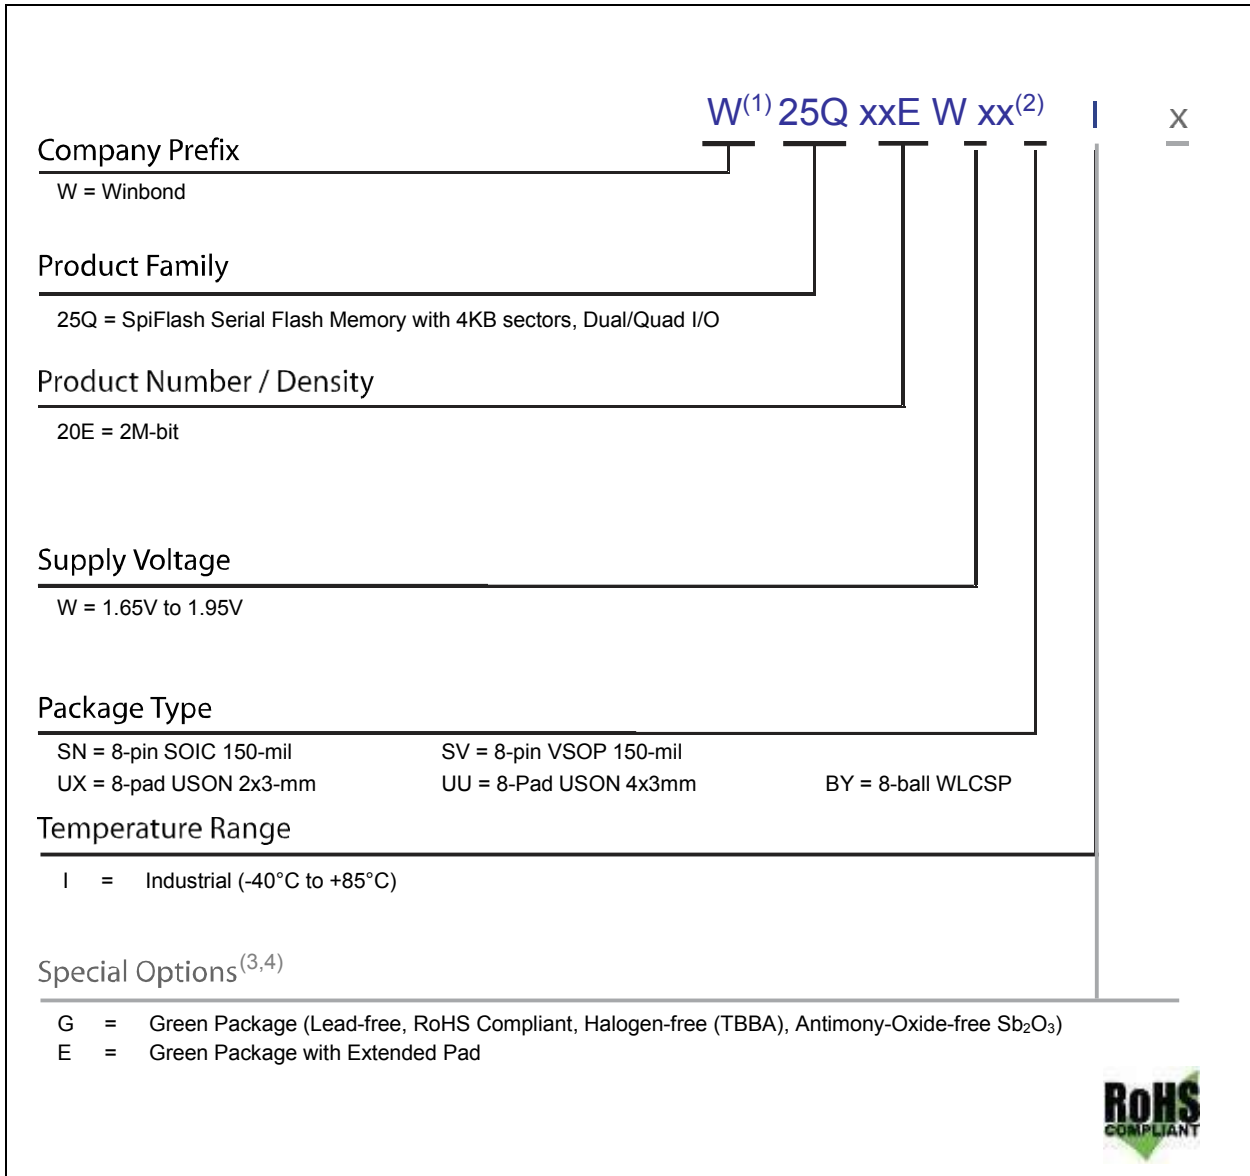 W(1) 25Q xxE W xx(2) I x
Company Prefix
W = Winbond
Product Family
25Q = SpiFlash Serial Flash Memory with 4KB sectors, Dual/Quad I/O
Product Number / Density
20E = 2M-bit
Supply Voltage
W = 1.65V to 1.95V
Package Type
SN = 8-pin SOIC 150-mil SV = 8-pin VSOP 150-mil
UX = 8-pad USON 2x3-mm UU = 8-Pad USON 4x3mm BY = 8-ball WLCSP
Temperature Range
I = Industrial (-40°C to +85°C)
Special Options(3,4)
G = Green Package (Lead-free, RoHS Compliant, Halogen-free (TBBA), Antimony-Oxide-free Sb₂O₃)
E = Green Package with Extended Pad
RoHS
COMPLIANT